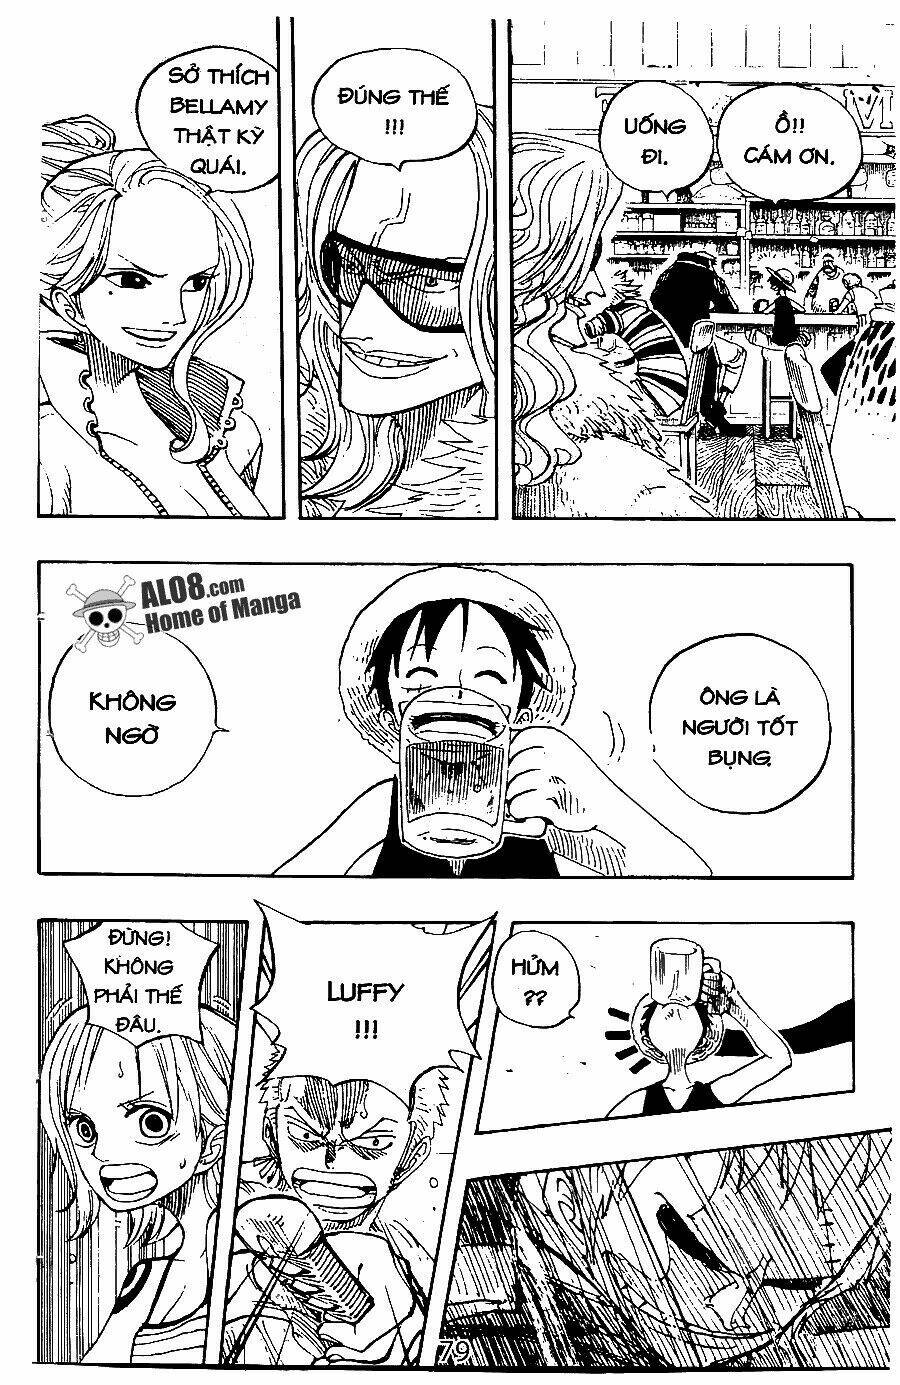 SỞ THÍCH
BELLAMY
THẬT KỲ
QUÁI.
ĐÚNG THẾ
!!!
UỐNG
ĐI.
Ồ!!
CÁM ƠN.
ALO8.com
Home of Manga
KHÔNG
NGỜ
ÔNG LÀ
NGƯỜI TỐT
BỤNG.
ĐỪNG!
KHÔNG
PHẢI THẾ
ĐÂU.
LUFFY
!!!
HỬM
??
79